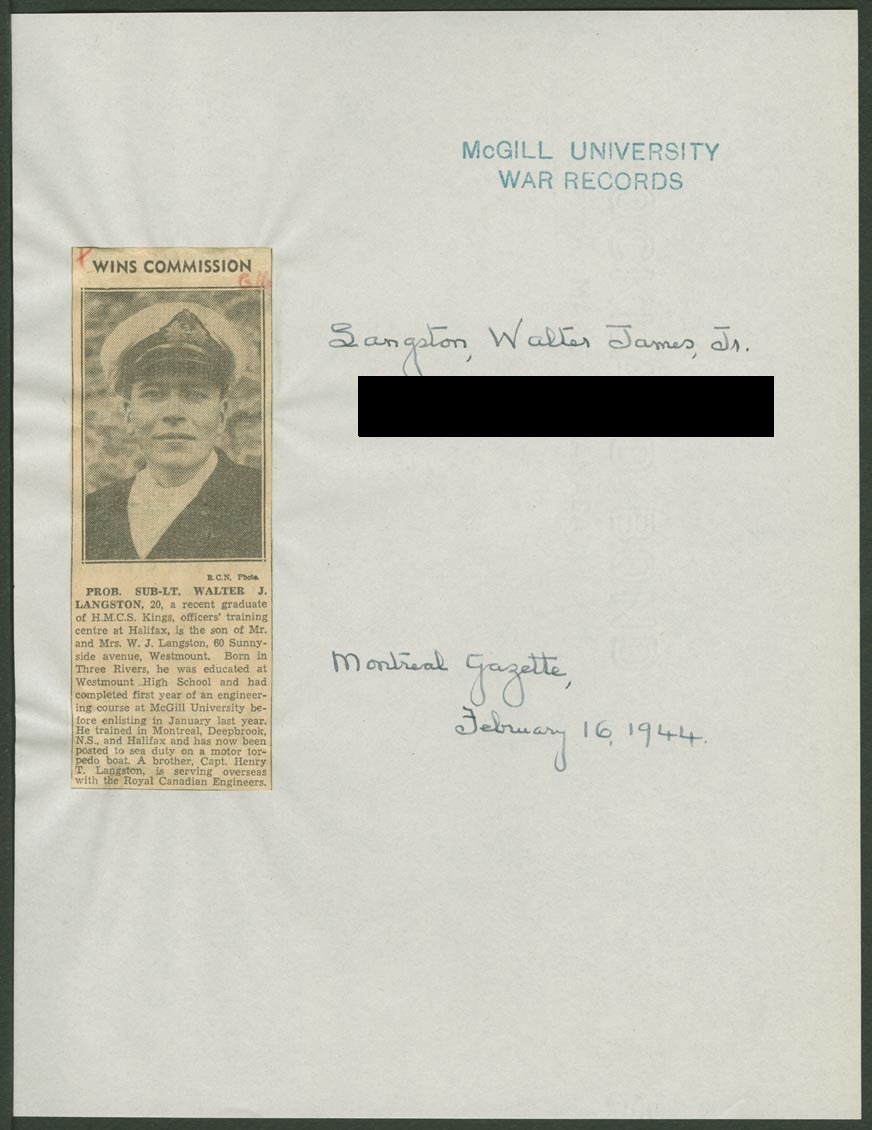 McGILL UNIVERSITY
WAR RECORDS
WINS COMMISSION
Langston, Walter James, Jr.
R.C.N. Photo.
PROB. SUB-LT. WALTER J.
LANGSTON, 20, a recent graduate
of H.M.C.S. Kings, officers' training
centre at Halifax, is the son of Mr.
and Mrs. W. J. Langston, 60 Sunny-
side avenue, Westmount. Born in
Three Rivers, he was educated at
Westmount High School and had
completed first year of an engineer-
ing course at McGill University be-
fore enlisting in January last year.
He trained in Montreal, Deepbrook,
N.S., and Halifax and has now been
posted to sea duty on a motor tor-
pedo boat. A brother, Capt. Henry
T. Langston, is serving overseas
with the Royal Canadian Engineers.
Montreal Gazette,
February 16, 1944.